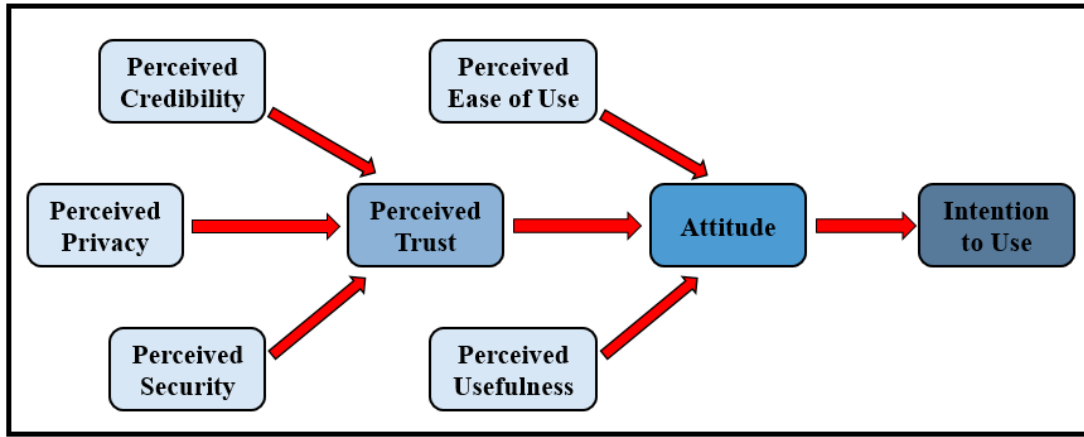 Perceived
Credibility
Perceived
Ease of Use
Perceived
Privacy
Perceived
Trust
Attitude
Intention
to Use
Perceived
Security
Perceived
Usefulness